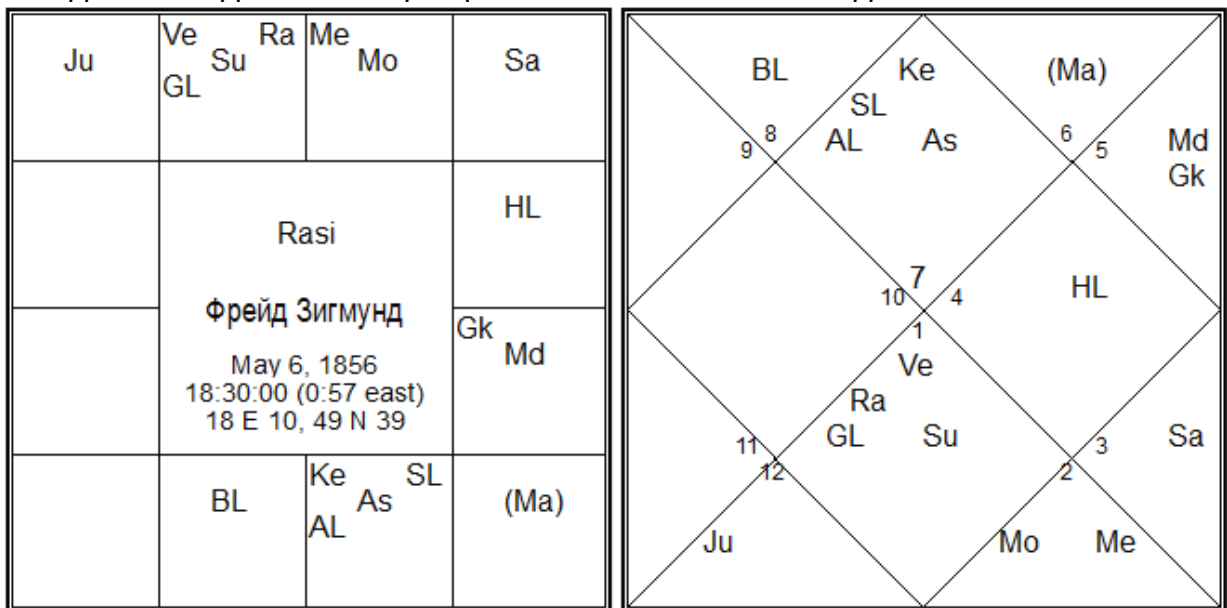 Ju
Ve Ra
Su
GL
Me
Mo
Sa
HL
Rasi
Фрейд Зигмунд
May 6, 1856
18:30:00 (0:57 east)
18 E 10, 49 N 39
Gk
Md
BL
Ke SL
As
AL
(Ma)
BL
Ke
(Ma)
SL
AL As
9 8
6 5
Md
Gk
7
10 4
HL
1
Ve
Ra
GL Su
11
12
3
2
Sa
Ju
Mo Me